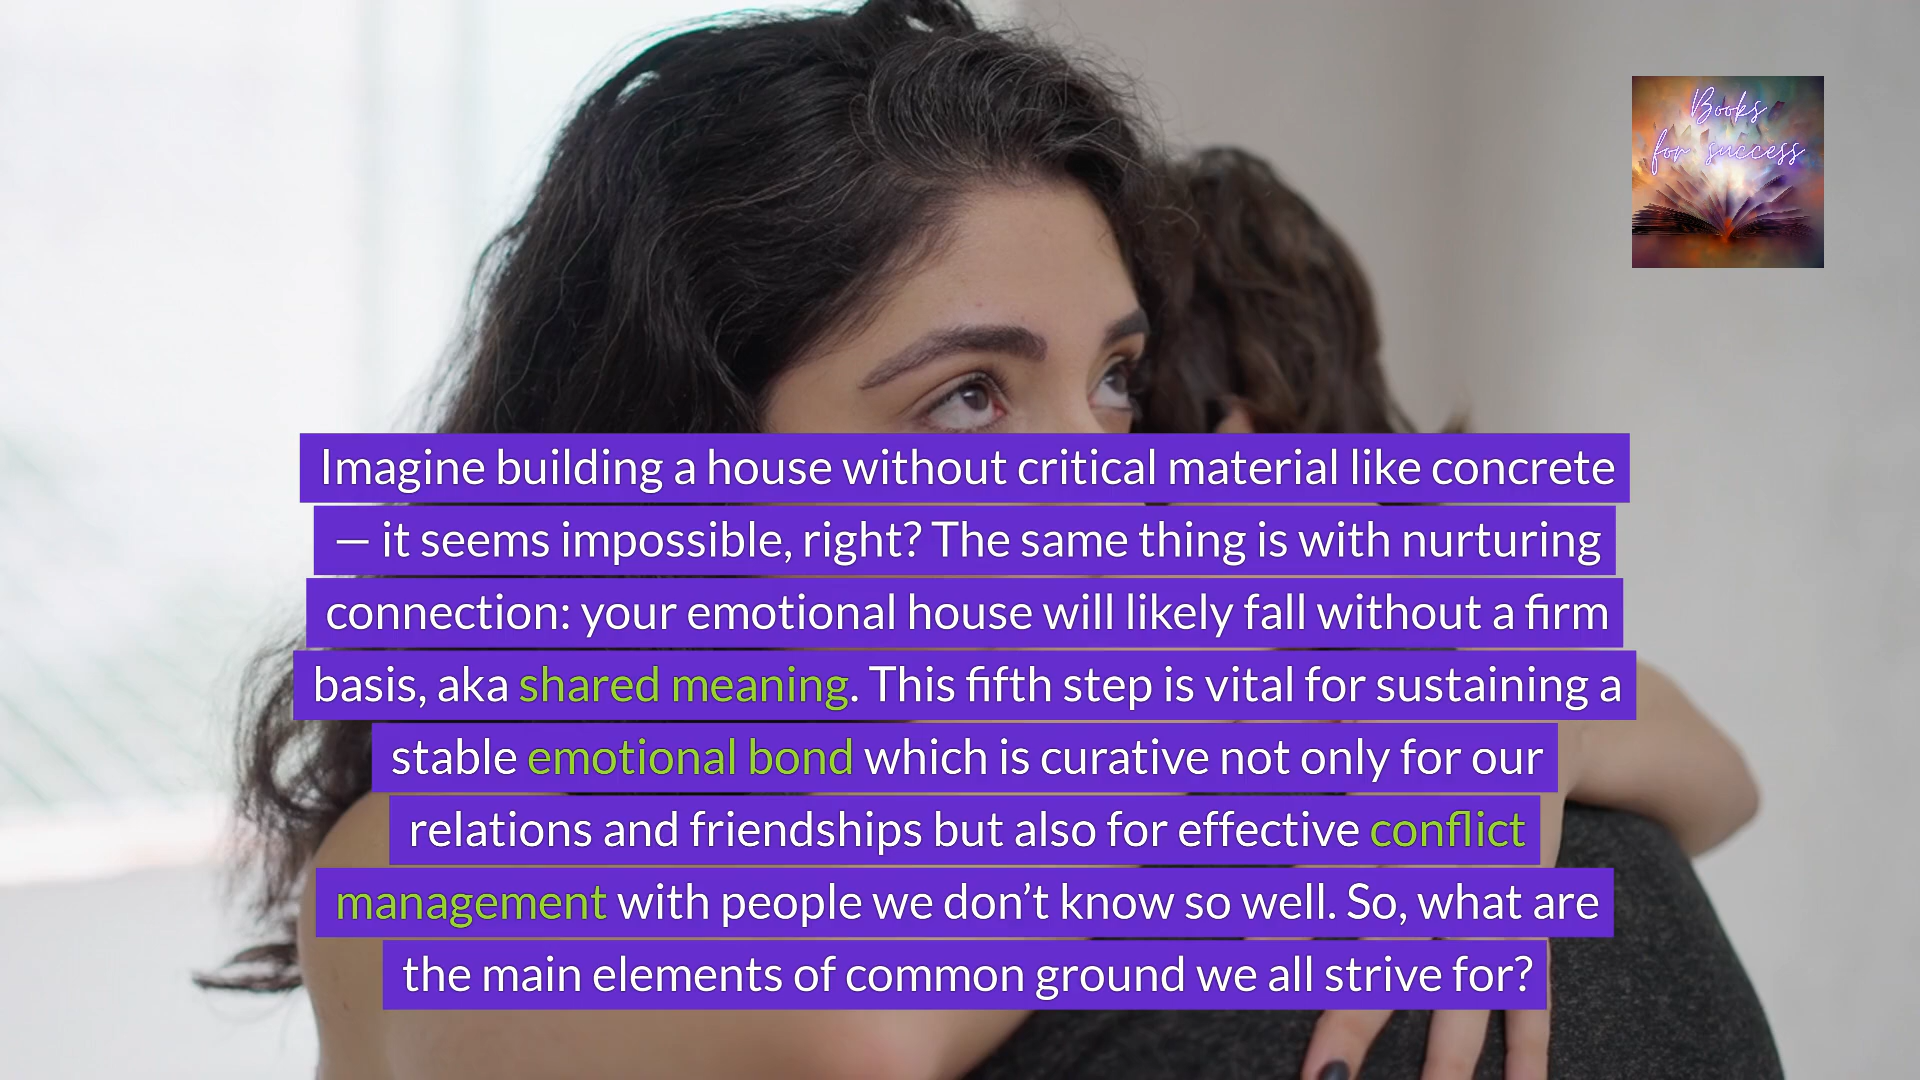 Books
for success
Imagine building a house without critical material like concrete
— it seems impossible, right? The same thing is with nurturing
connection: your emotional house will likely fall without a firm
basis, aka shared meaning. This fifth step is vital for sustaining a
stable emotional bond which is curative not only for our
relations and friendships but also for effective conflict
management with people we don’t know so well. So, what are
the main elements of common ground we all strive for?